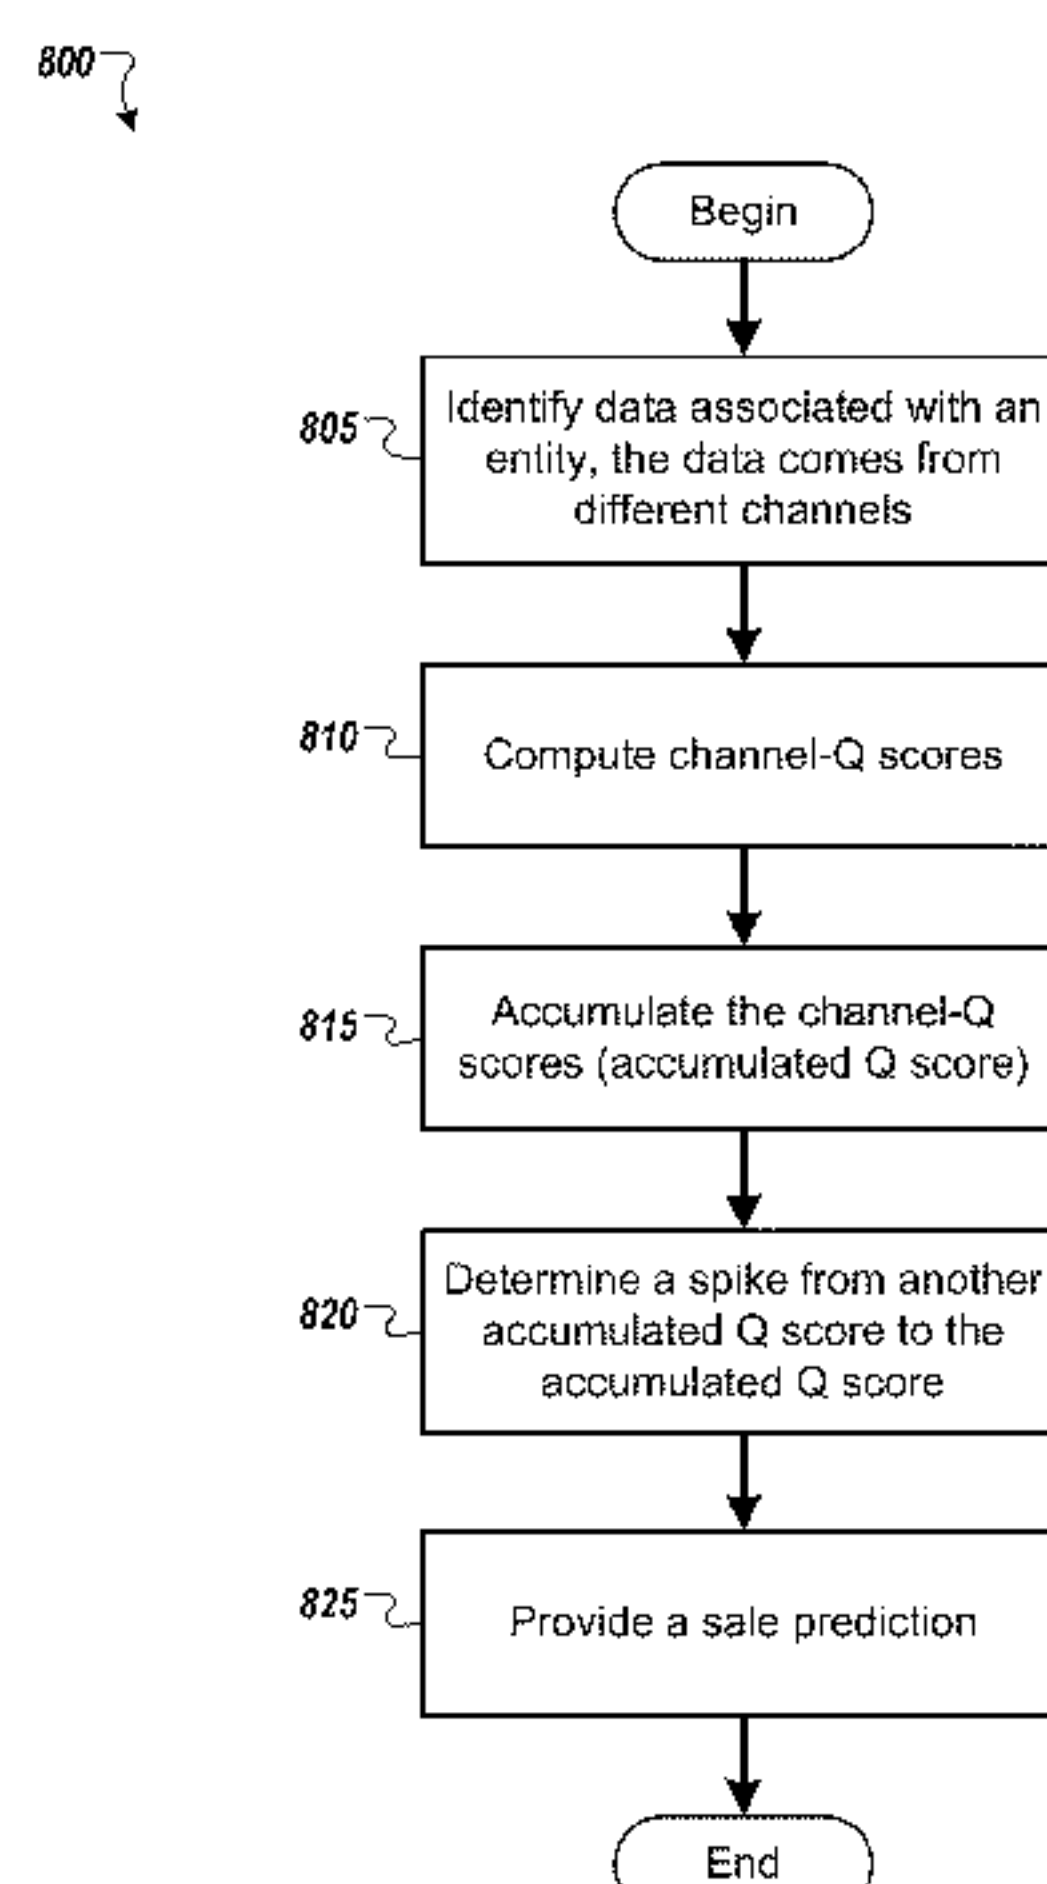 800
Begin
805
Identify data associated with an
entity, the data comes from
different channels
810
Compute channel-Q scores
815
Accumulate the channel-Q
scores (accumulated Q score)
820
Determine a spike from another
accumulated Q score to the
accumulated Q score
825
Provide a sale prediction
End